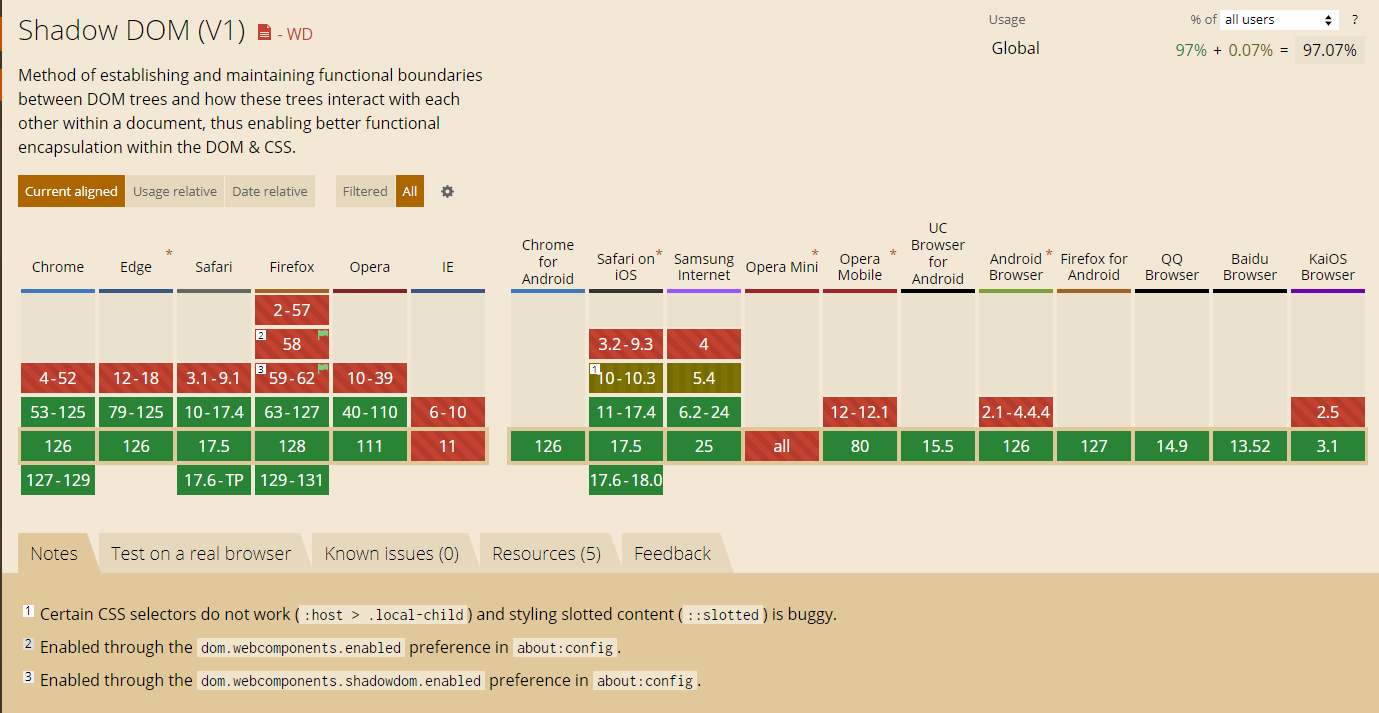 Shadow DOM (V1) - WD
Usage % of all users ?
Global 97% + 0.07% = 97.07%
Method of establishing and maintaining functional boundaries
between DOM trees and how these trees interact with each
other within a document, thus enabling better functional
encapsulation within the DOM & CSS.
Current aligned Usage relative Date relative Filtered All
Chrome Edge * Safari Firefox Opera IE Chrome for Android Safari on iOS * Samsung Internet Opera Mini * Opera Mobile * UC Browser for Android Android Browser * Firefox for Android QQ Browser Baidu Browser KaiOS Browser
2-57
2 58 3.2-9.3 4
4-52 12-18 3.1-9.1 3 59-62 10-39 1 10-10.3 5.4
53-125 79-125 10-17.4 63-127 40-110 6-10 11-17.4 6.2-24 12-12.1 2.1-4.4.4 2.5
126 126 17.5 128 111 11 126 17.5 25 all 80 15.5 126 127 14.9 13.52 3.1
127-129 17.6-TP 129-131 17.6-18.0
Notes Test on a real browser Known issues (0) Resources (5) Feedback
1 Certain CSS selectors do not work (:host > .local-child) and styling slotted content (::slotted) is buggy.
2 Enabled through the dom.webcomponents.enabled preference in about:config.
3 Enabled through the dom.webcomponents.shadowdom.enabled preference in about:config.